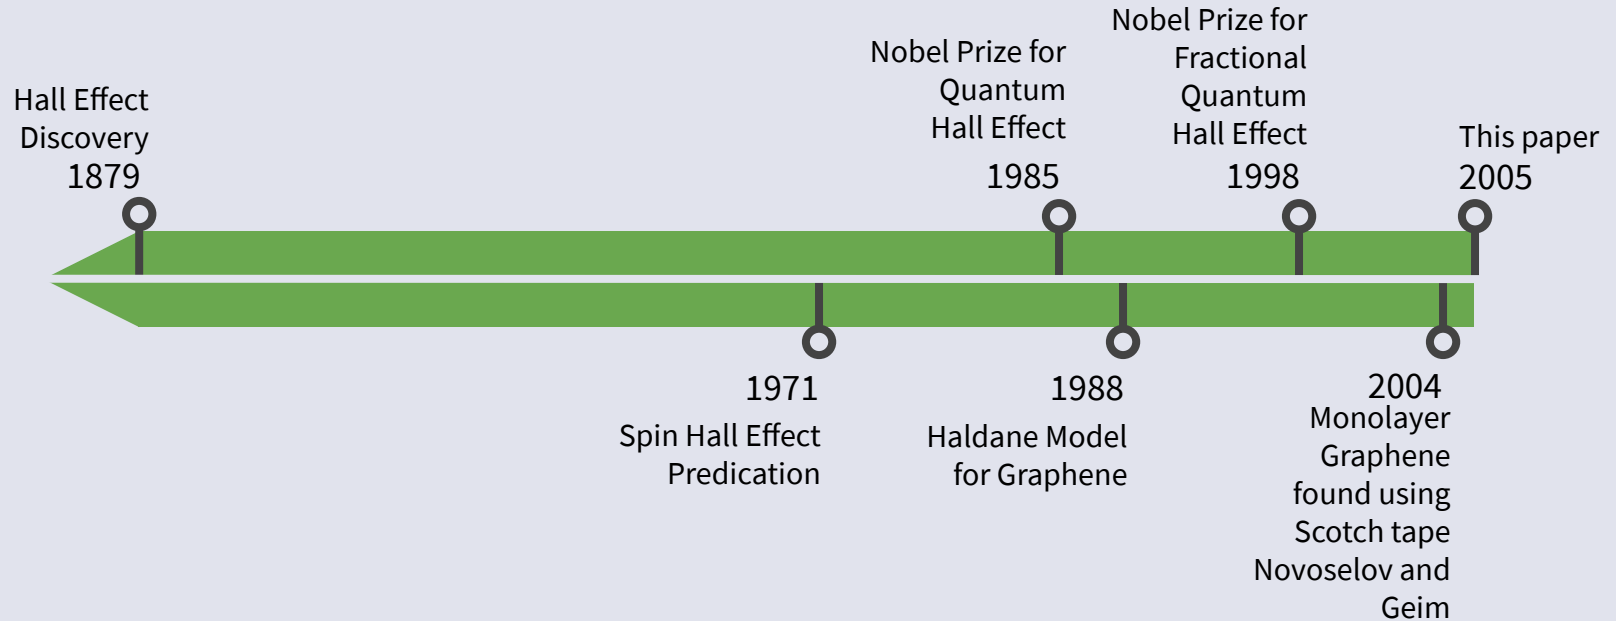 Hall Effect
Discovery
1879
Nobel Prize for
Quantum
Hall Effect
1985
Nobel Prize for
Fractional
Quantum
Hall Effect
1998
This paper
2005
1971
Spin Hall Effect
Predication
1988
Haldane Model
for Graphene
2004
Monolayer
Graphene
found using
Scotch tape
Novoselov and
Geim